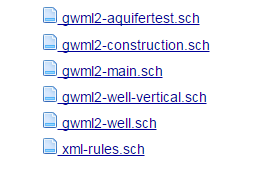 gwml2-aquifertest.sch
gwml2-construction.sch
gwml2-main.sch
gwml2-well-vertical.sch
gwml2-well.sch
xml-rules.sch